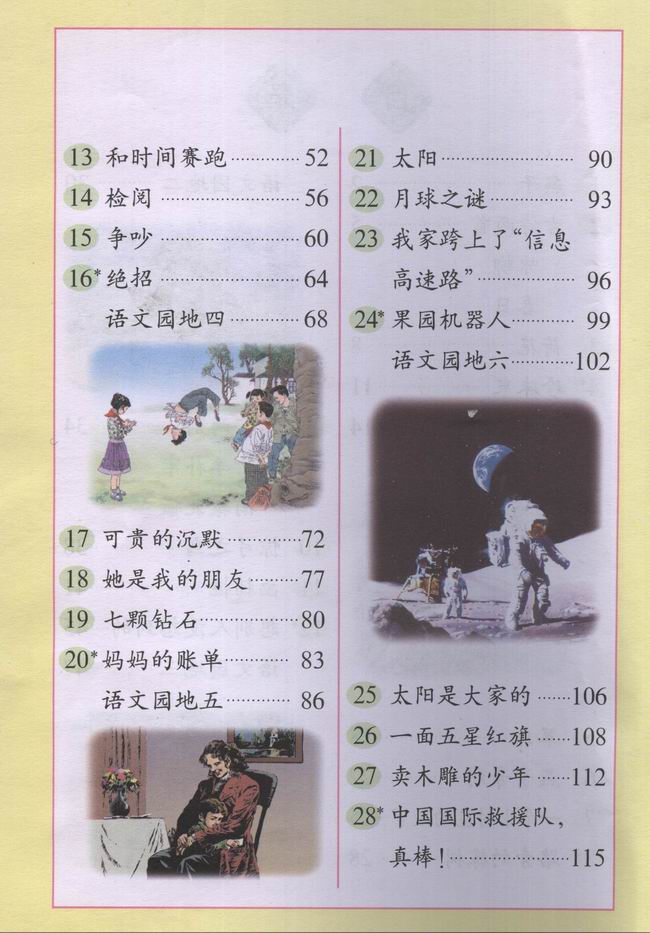 13 和时间赛跑············52
14 检阅························56
15 争吵························60
16*绝招························64
语文园地四··············68
17 可贵的沉默·············72
18 她是我的朋友·········77
19 七颗钻石·················80
20*妈妈的账单············ 83
语文园地五············ 86
21 太阳······················· 90
22 月球之谜················93
23 我家跨上了“信息
高速路”·················96
24*果园机器人···········99
语文园地六···········102
25 太阳是大家的······106
26 一面五星红旗······108
27 卖木雕的少年······112
28*中国国际救援队，
真棒！·····················115